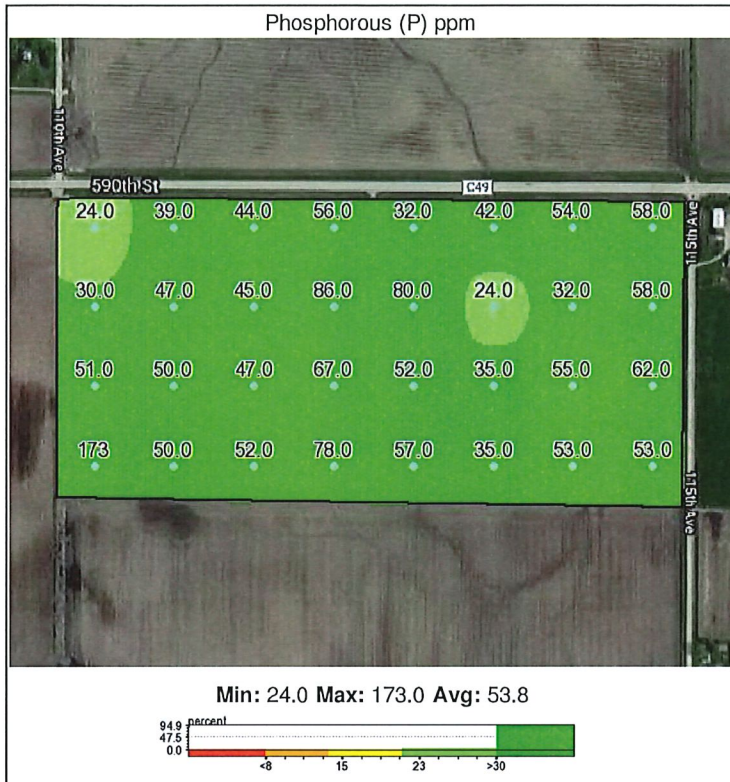 Phosphorous (P) ppm
110th Ave
590th St
C49
115th Ave
24.0 39.0 44.0 56.0 32.0 42.0 54.0 58.0
30.0 47.0 45.0 86.0 80.0 24.0 32.0 58.0
51.0 50.0 47.0 67.0 52.0 35.0 55.0 62.0
173 50.0 52.0 78.0 57.0 35.0 53.0 53.0
115th Ave
Min: 24.0 Max: 173.0 Avg: 53.8
percent
94.9
47.5
0.0
<8 15 23 >30